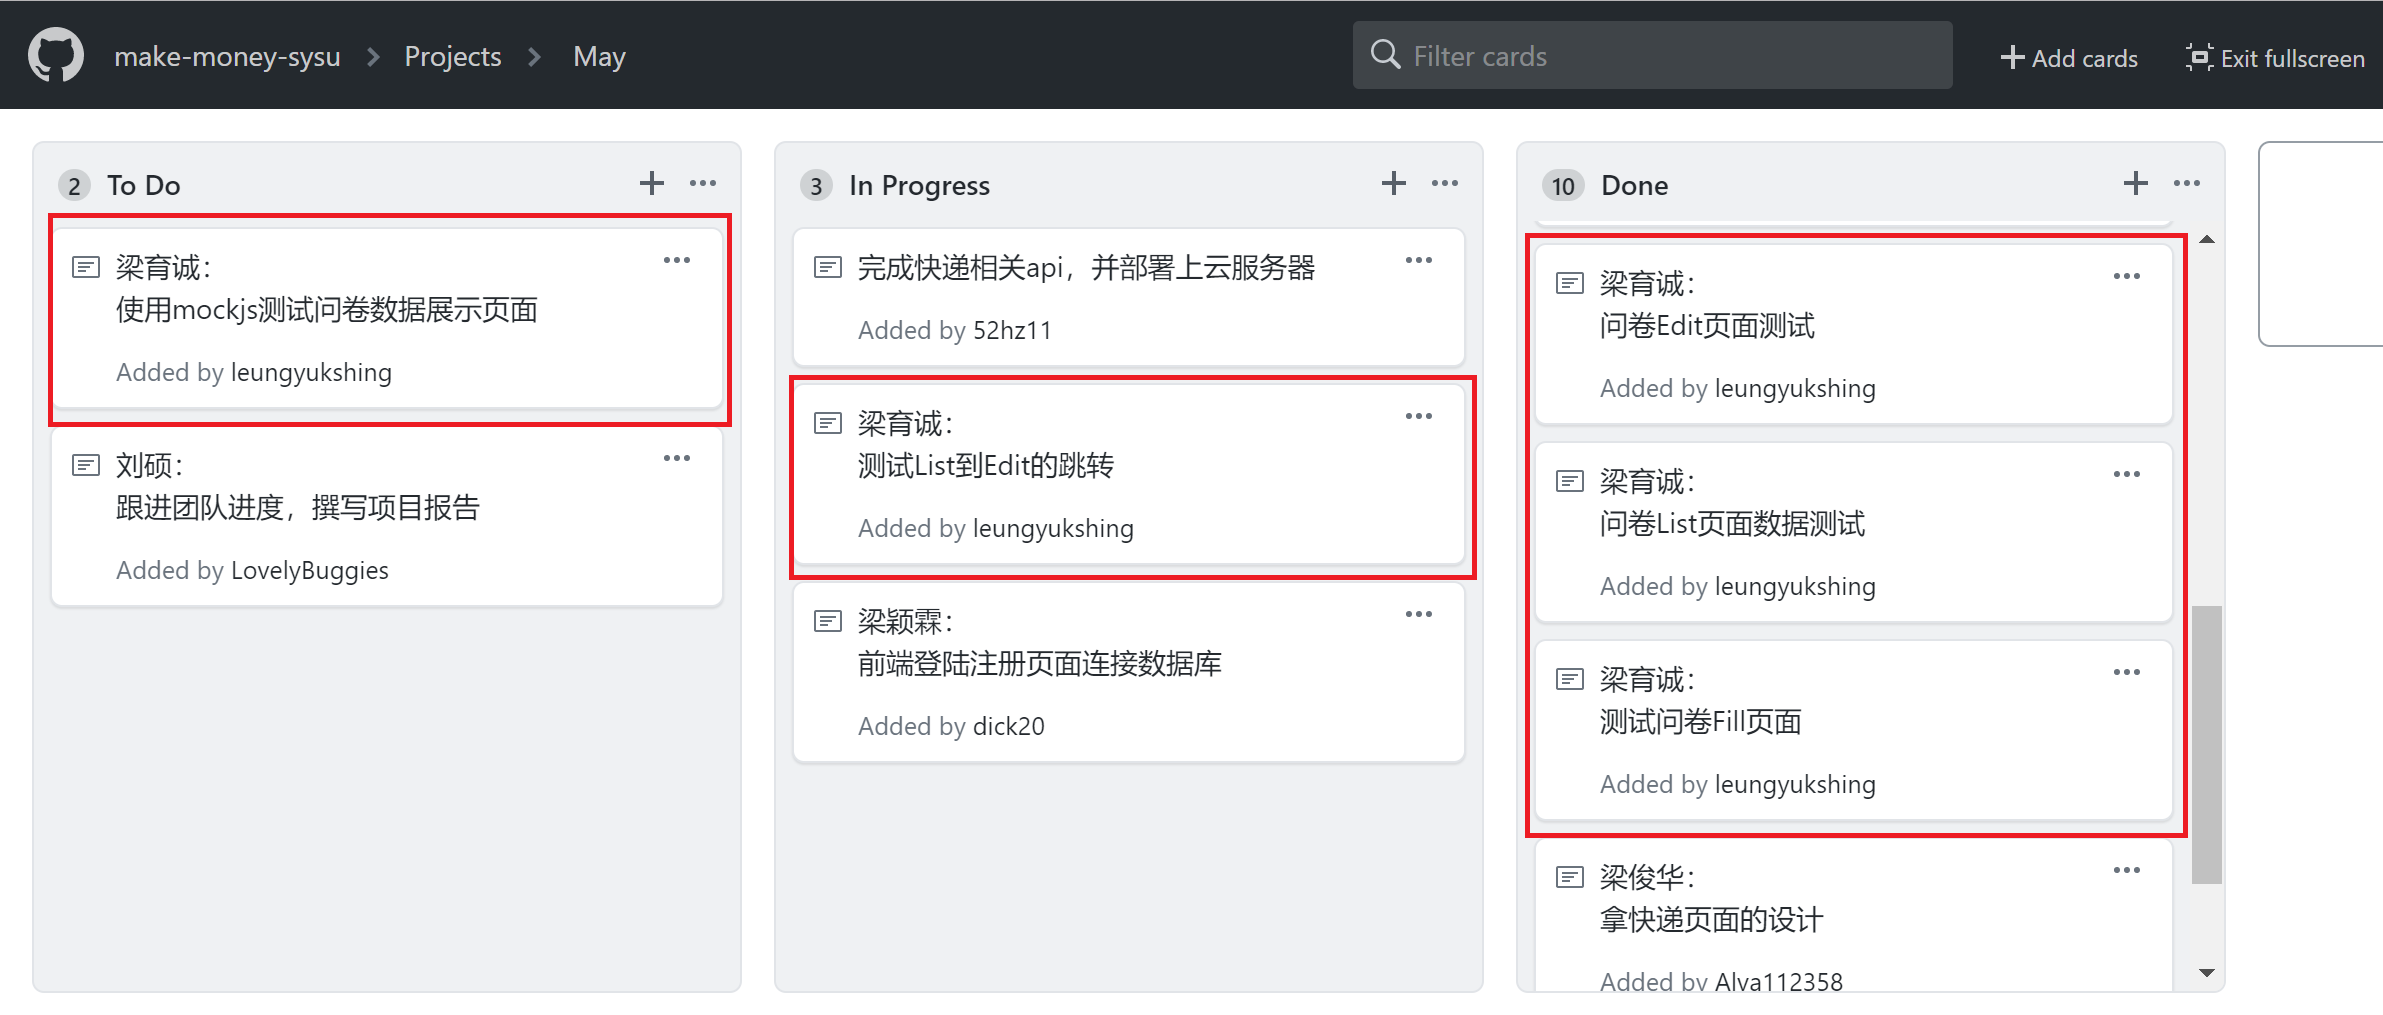 make-money-sysu
Projects
May
Filter cards
Add cards
Exit fullscreen
2 To Do
梁育诚：
使用mockjs测试问卷数据展示页面
Added by leungyukshing
刘硕：
跟进团队进度，撰写项目报告
Added by LovelyBuggies
3 In Progress
完成快递相关api，并部署上云服务器
Added by 52hz11
梁育诚：
测试List到Edit的跳转
Added by leungyukshing
梁颖霖：
前端登陆注册页面连接数据库
Added by dick20
10 Done
梁育诚：
问卷Edit页面测试
Added by leungyukshing
梁育诚：
问卷List页面数据测试
Added by leungyukshing
梁育诚：
测试问卷Fill页面
Added by leungyukshing
梁俊华：
拿快递页面的设计
Added by Alva112358